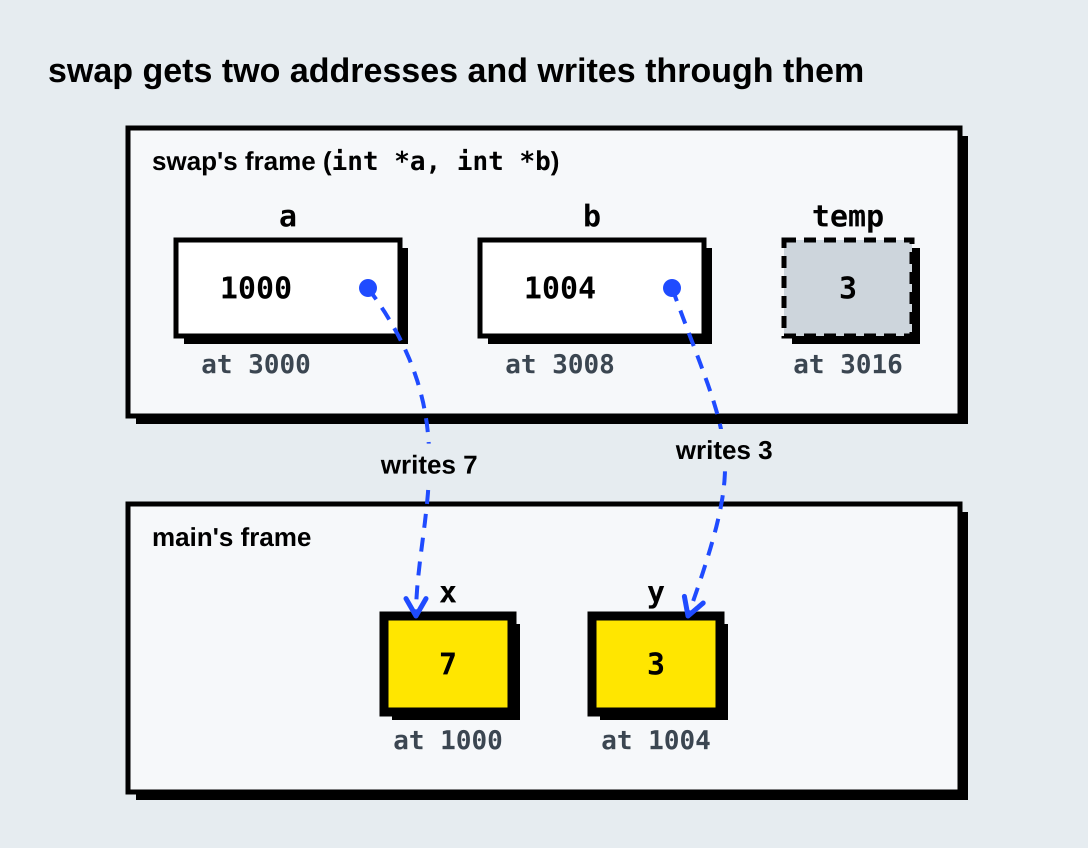 swap gets two addresses and writes through them
swap's frame (int *a, int *b)
a b temp
1000 1004 3
at 3000 at 3008 at 3016
writes 7 writes 3
main's frame
x y
7 3
at 1000 at 1004